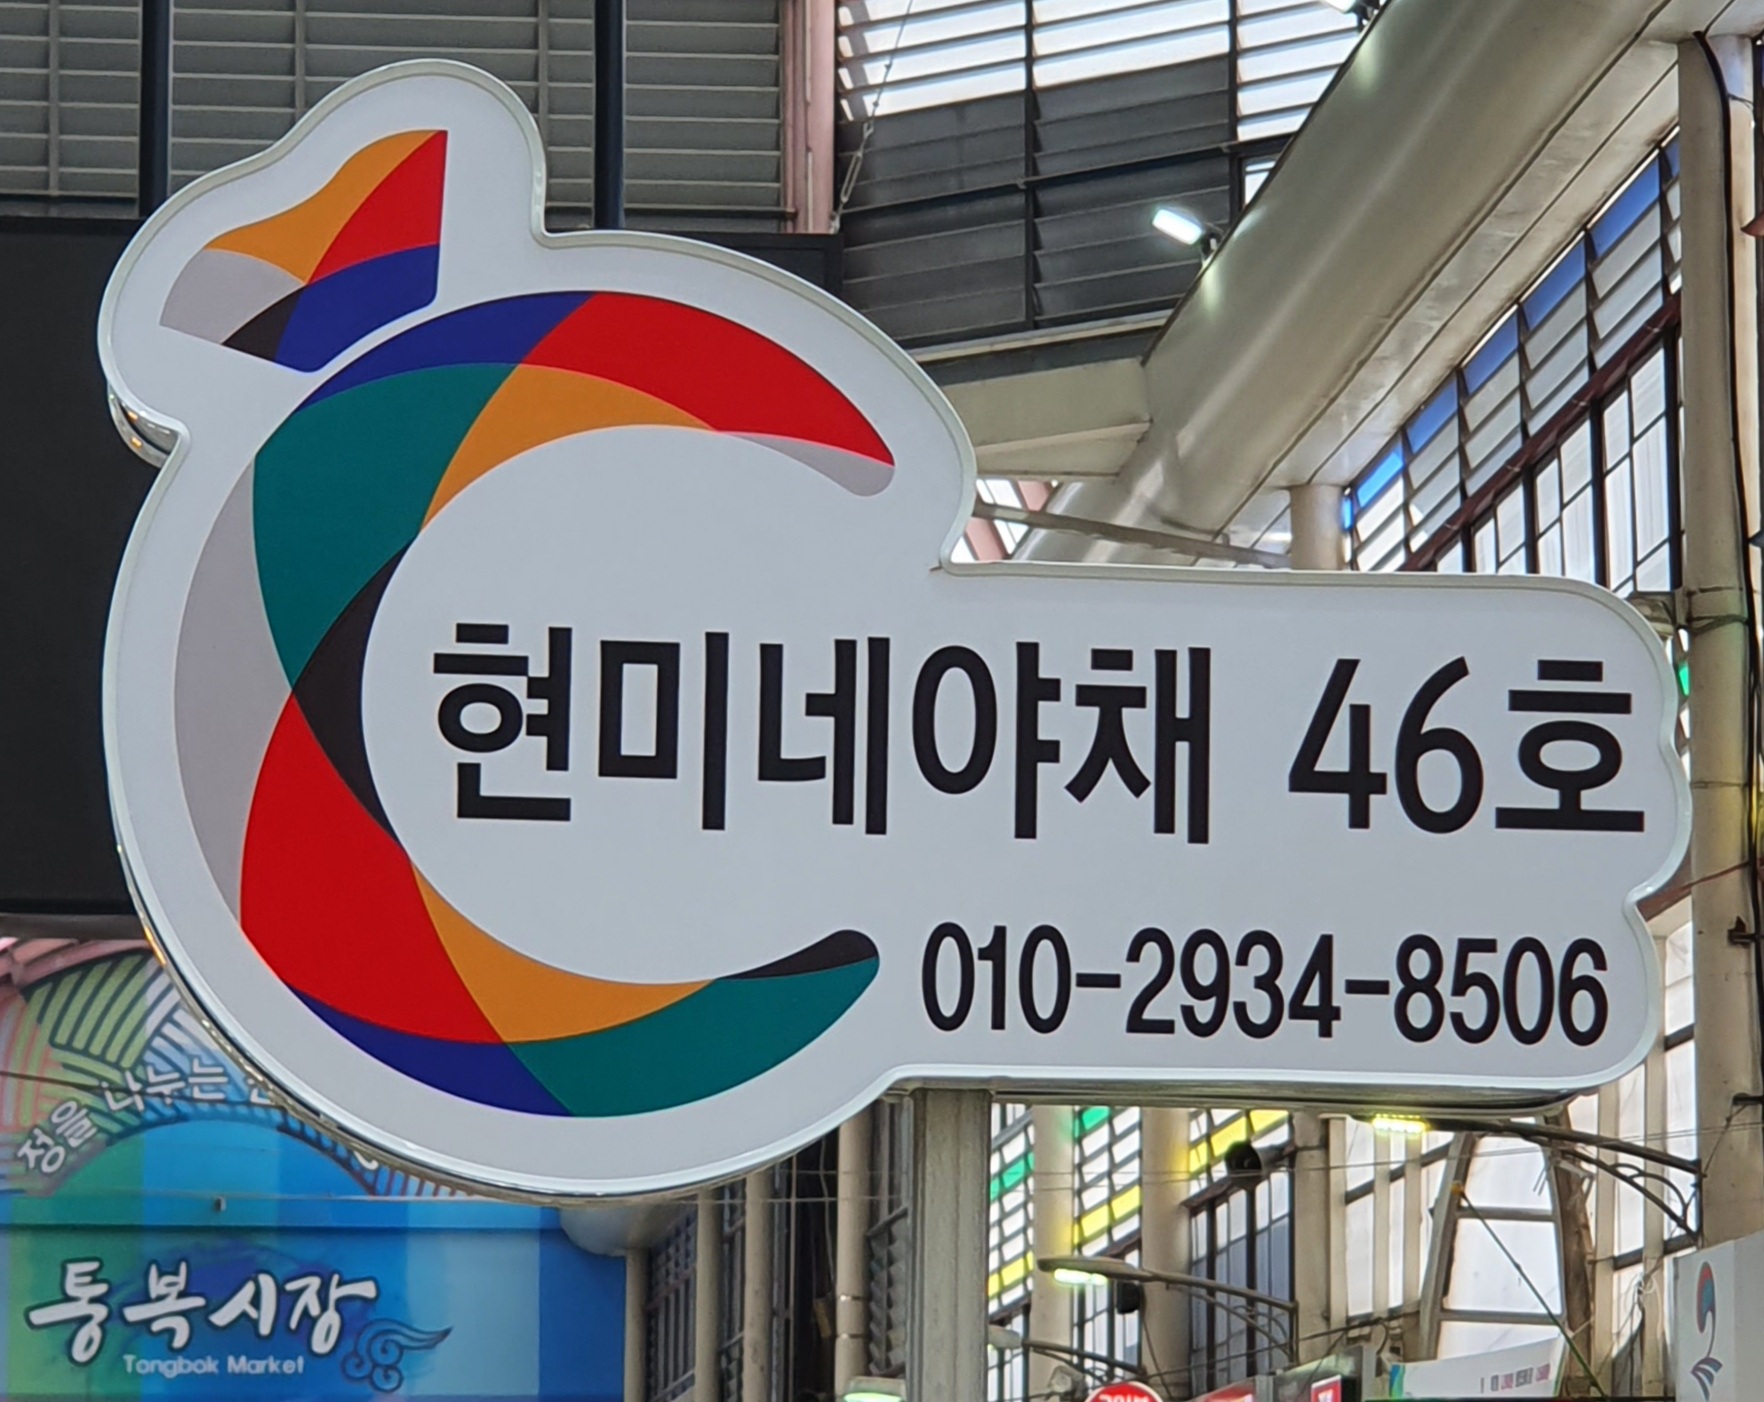 현미네야채 46호
010-2934-8506
정을 나누는
통복시장
Tongbok Market